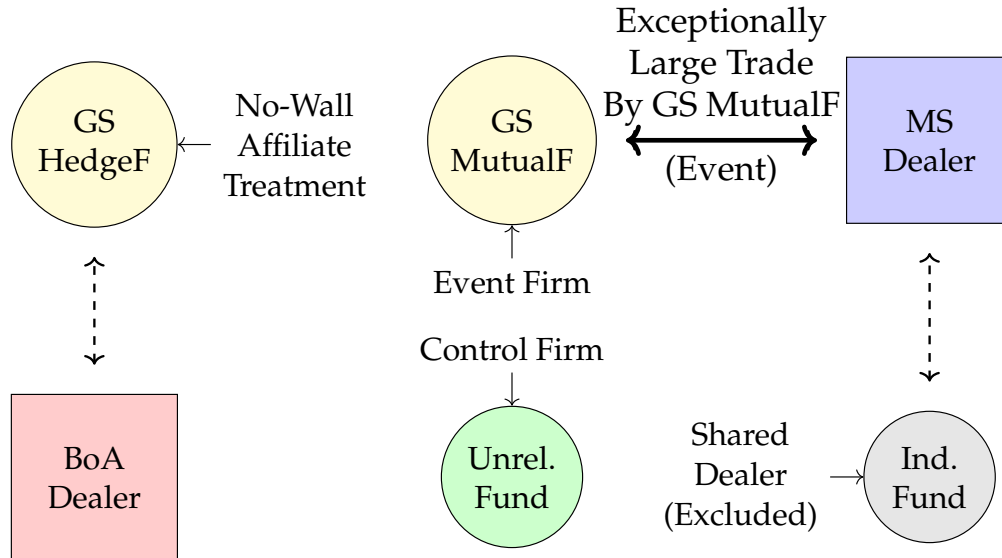 GS
HedgeF
No-Wall
Affiliate
Treatment
GS
MutualF
Exceptionally
Large Trade
By GS MutualF
(Event)
MS
Dealer
Event Firm
Control Firm
BoA
Dealer
Unrel.
Fund
Shared
Dealer
(Excluded)
Ind.
Fund